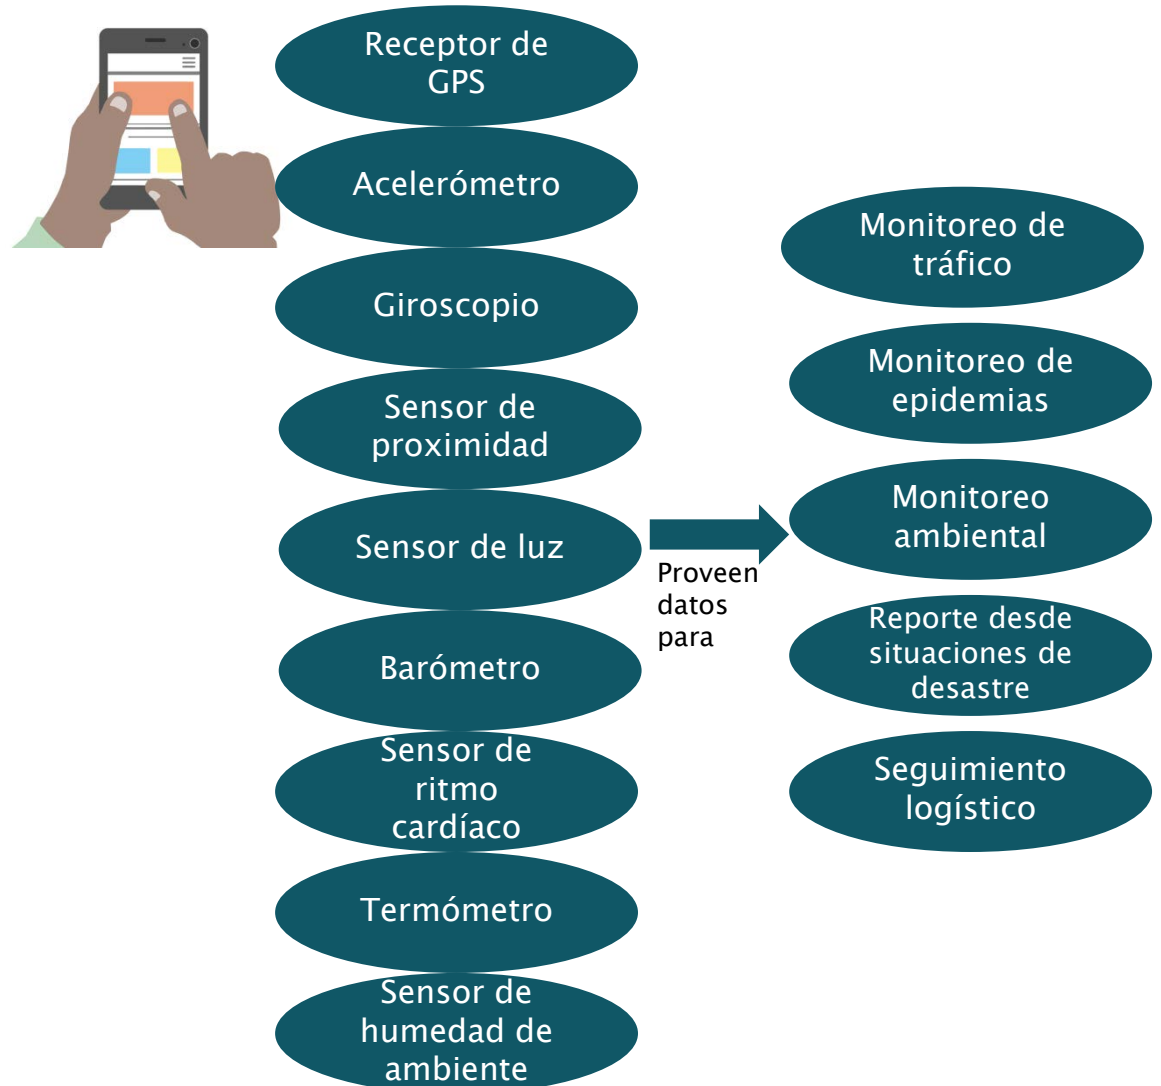 Receptor de
GPS
Acelerómetro
Giroscopio
Sensor de
proximidad
Sensor de luz
Barómetro
Sensor de
ritmo
cardíaco
Termómetro
Sensor de
humedad de
ambiente
Proveen
datos
para
Monitoreo de
tráfico
Monitoreo de
epidemias
Monitoreo
ambiental
Reporte desde
situaciones de
desastre
Seguimiento
logístico